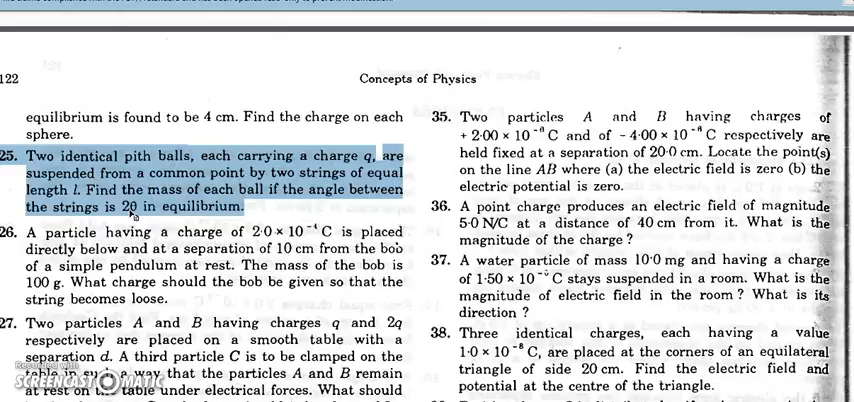 122
Concepts of Physics
equilibrium is found to be 4 cm. Find the charge on each
sphere.
25. Two identical pith balls, each carrying a charge q, are
suspended from a common point by two strings of equal
length l. Find the mass of each ball if the angle between
the strings is 2θ in equilibrium.
26. A particle having a charge of 2·0 × 10⁻⁴ C is placed
directly below and at a separation of 10 cm from the bob
of a simple pendulum at rest. The mass of the bob is
100 g. What charge should the bob be given so that the
string becomes loose.
27. Two particles A and B having charges q and 2q
respectively are placed on a smooth table with a
separation d. A third particle C is to be clamped on the
table in such a way that the particles A and B remain
at rest on the table under electrical forces. What should
35. Two particles A and B having charges of
+ 2·00 × 10 C and of − 4·00 × 10 C respectively are
held fixed at a separation of 20·0 cm. Locate the point(s)
on the line AB where (a) the electric field is zero (b) the
electric potential is zero.
36. A point charge produces an electric field of magnitude
5·0 N/C at a distance of 40 cm from it. What is the
magnitude of the charge ?
37. A water particle of mass 10·0 mg and having a charge
of 1·50 × 10 C stays suspended in a room. What is the
magnitude of electric field in the room ? What is its
direction ?
38. Three identical charges, each having a value
1·0 × 10⁻⁸ C, are placed at the corners of an equilateral
triangle of side 20 cm. Find the electric field and
potential at the centre of the triangle.
Recorded with
SCREENCAST-O-MATIC